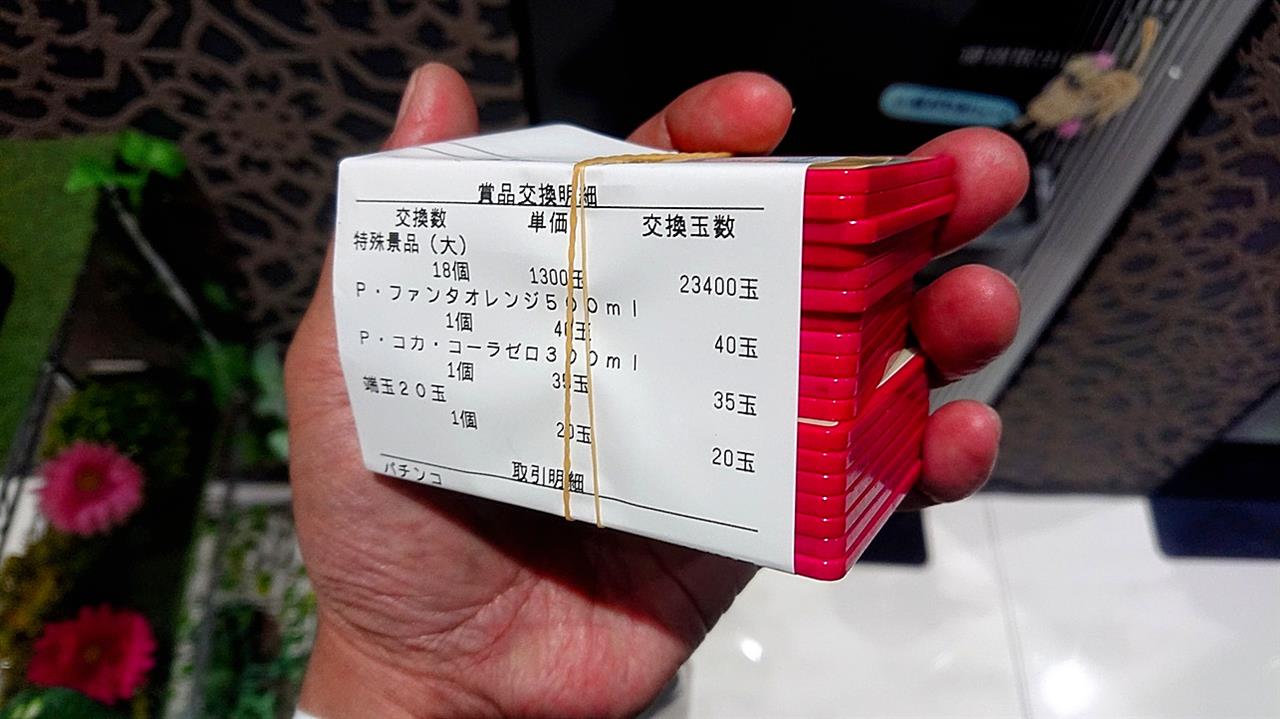 賞品交換明細
交換数 単価 交換玉数
特殊景品(大)
18個 1300玉 23400玉
P・ファンタオレンジ500ml
1個 40玉 40玉
P・コカ・コーラゼロ300ml
1個 35玉 35玉
端玉20玉
1個 20玉 20玉
取引明細
パチンコ